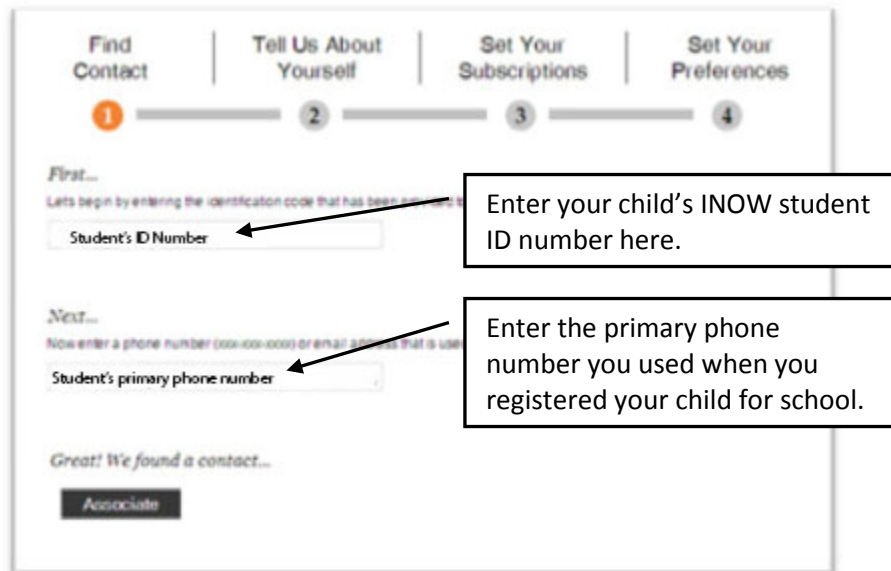 Find Contact
Tell Us About Yourself
Set Your Subscriptions
Set Your Preferences
1
2
3
4
First...
Lets begin by entering the identification code that has been provided
Student's ID Number
Enter your child's INOW student
ID number here.
Next...
Now enter a phone number (xxx-xxx-xxxx) or email address that is used
Student's primary phone number
Enter the primary phone
number you used when you
registered your child for school.
Great! We found a contact...
Associate